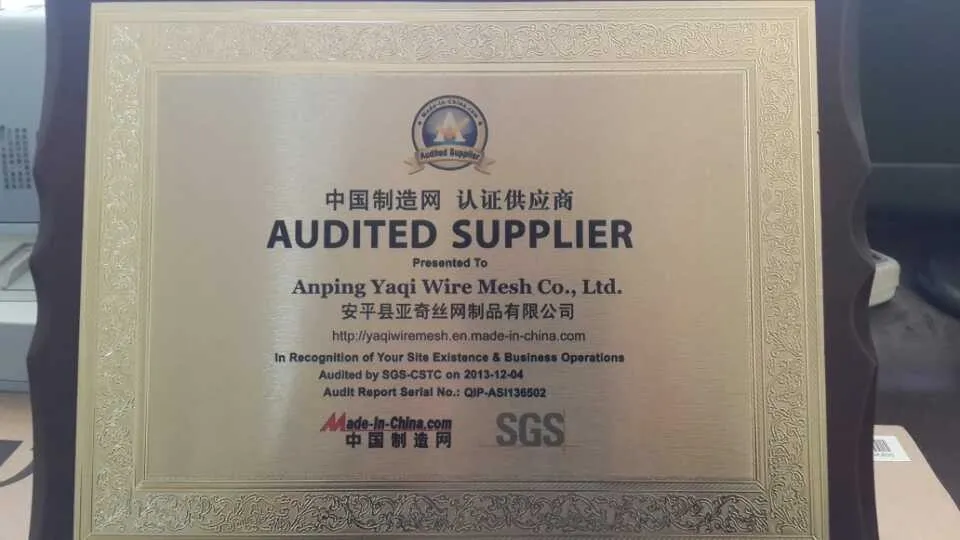 Made-in-China.com
Audited Supplier
中国制造网 认证供应商
AUDITED SUPPLIER
Presented To
Anping Yaqi Wire Mesh Co., Ltd.
安平县亚奇丝网制品有限公司
http://yaqiwiremesh.en.made-in-china.com
In Recognition of Your Site Existence & Business Operations
Audited by SGS-CSTC on 2013-12-04
Audit Report Serial No.: QIP-ASI136502
Made-in-China.com
中国制造网
SGS